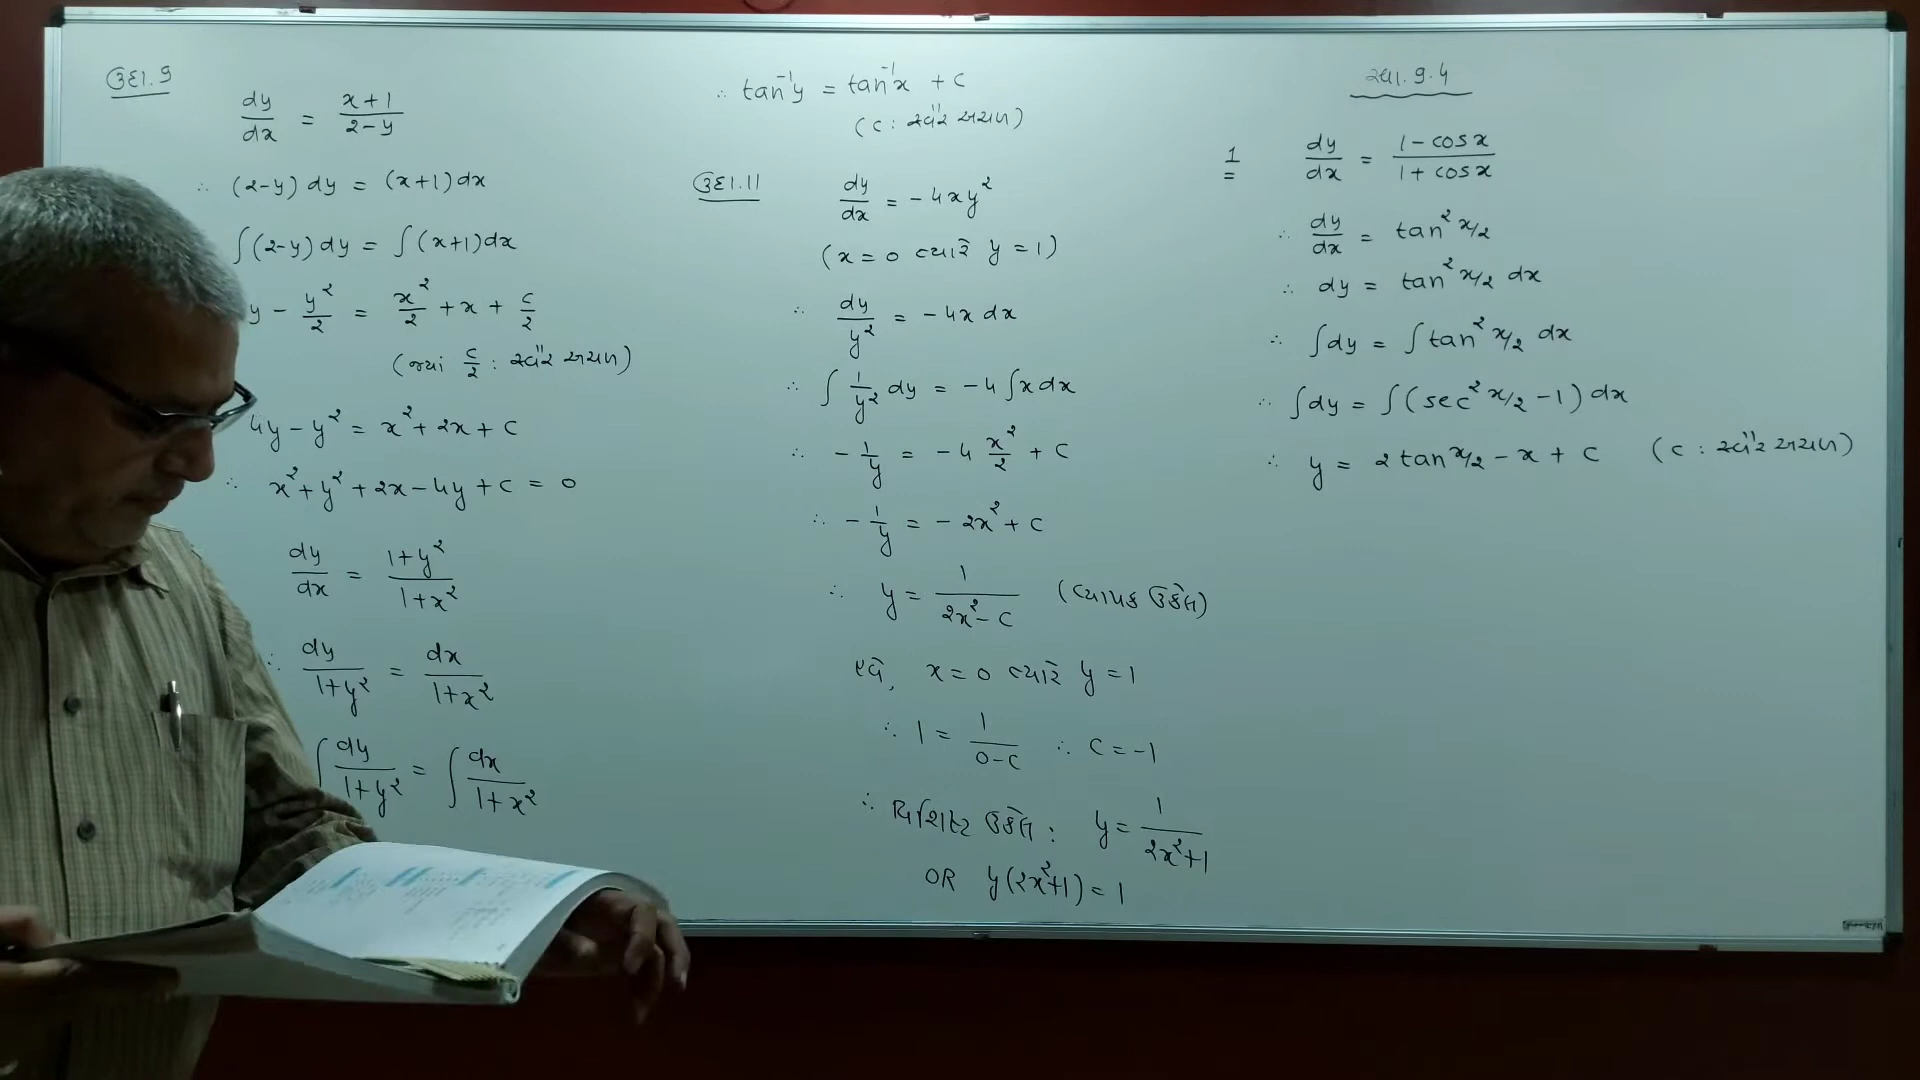 ઉદા. 9
dy/dx = (x+1)/(2-y)
∴ (2-y) dy = (x+1) dx
∫(2-y) dy = ∫(x+1) dx
y - y²/2 = x²/2 + x + c/2
(જ્યાં c/2 : સ્વૈર અચળ)
4y - y² = x² + 2x + c
∴ x² + y² + 2x - 4y + c = 0
dy/dx = (1+y²)/(1+x²)
∴ dy/(1+y²) = dx/(1+x²)
∫ dy/(1+y²) = ∫ dx/(1+x²)
∴ tan⁻¹y = tan⁻¹x + c
(c : સ્વૈર અચળ)
ઉદા. 11
dy/dx = -4xy²
(x = 0 ત્યારે y = 1)
∴ dy/y² = -4x dx
∴ ∫ 1/y² dy = -4 ∫x dx
∴ -1/y = -4 x²/2 + c
∴ -1/y = -2x² + c
∴ y = 1/(2x² - c) (વ્યાપક ઉકેલ)
હવે, x = 0 ત્યારે y = 1
∴ 1 = 1/(0-c) ∴ c = -1
∴ વિશિષ્ટ ઉકેલ : y = 1/(2x²+1)
OR y(2x²+1) = 1
સ્વા. 9.4
1 dy/dx = (1 - cos x)/(1 + cos x)
∴ dy/dx = tan² x/2
∴ dy = tan² x/2 dx
∴ ∫dy = ∫tan² x/2 dx
∴ ∫dy = ∫(sec² x/2 - 1) dx
∴ y = 2 tan x/2 - x + c (c : સ્વૈર અચળ)